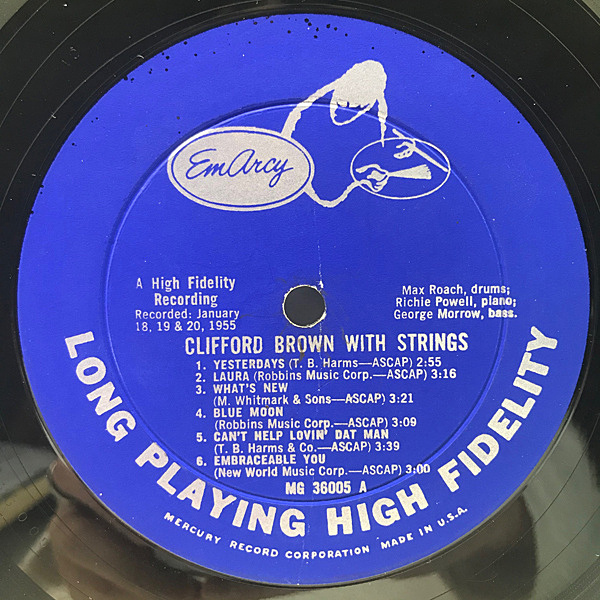 EmArcy
A High Fidelity
Recording
Recorded: January
18, 19 & 20, 1955
Max Roach, drums;
Richie Powell, piano;
George Morrow, bass.
CLIFFORD BROWN WITH STRINGS
1. YESTERDAYS (T. B. Harms—ASCAP) 2:55
2. LAURA (Robbins Music Corp.—ASCAP) 3:16
3. WHAT'S NEW
(M. Whitmark & Sons—ASCAP) 3:21
4. BLUE MOON
(Robbins Music Corp.—ASCAP) 3:09
5. CAN'T HELP LOVIN' DAT MAN
(T. B. Harms & Co.—ASCAP) 3:39
6. EMBRACEABLE YOU
(New World Music Corp.—ASCAP) 3:00
MG 36005 A
LONG PLAYING HIGH FIDELITY
MERCURY RECORD CORPORATION MADE IN U.S.A.